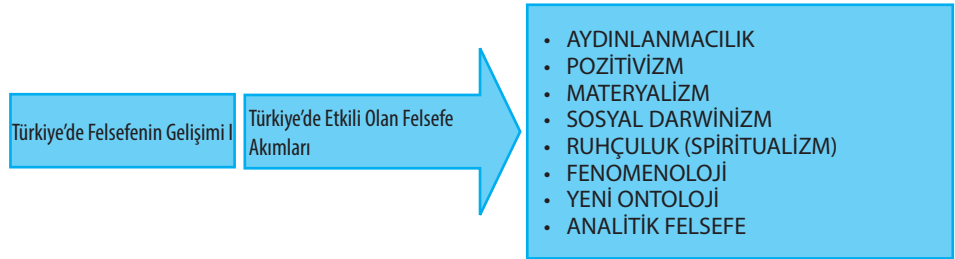 Türkiye’de Felsefenin Gelişimi I
Türkiye’de Etkili Olan Felsefe
Akımları
• AYDINLANMACILIK
• POZİTİVİZM
• MATERYALİZM
• SOSYAL DARWİNİZM
• RUHÇULUK (SPİRİTUALİZM)
• FENOMENOLOJİ
• YENİ ONTOLOJİ
• ANALİTİK FELSEFE